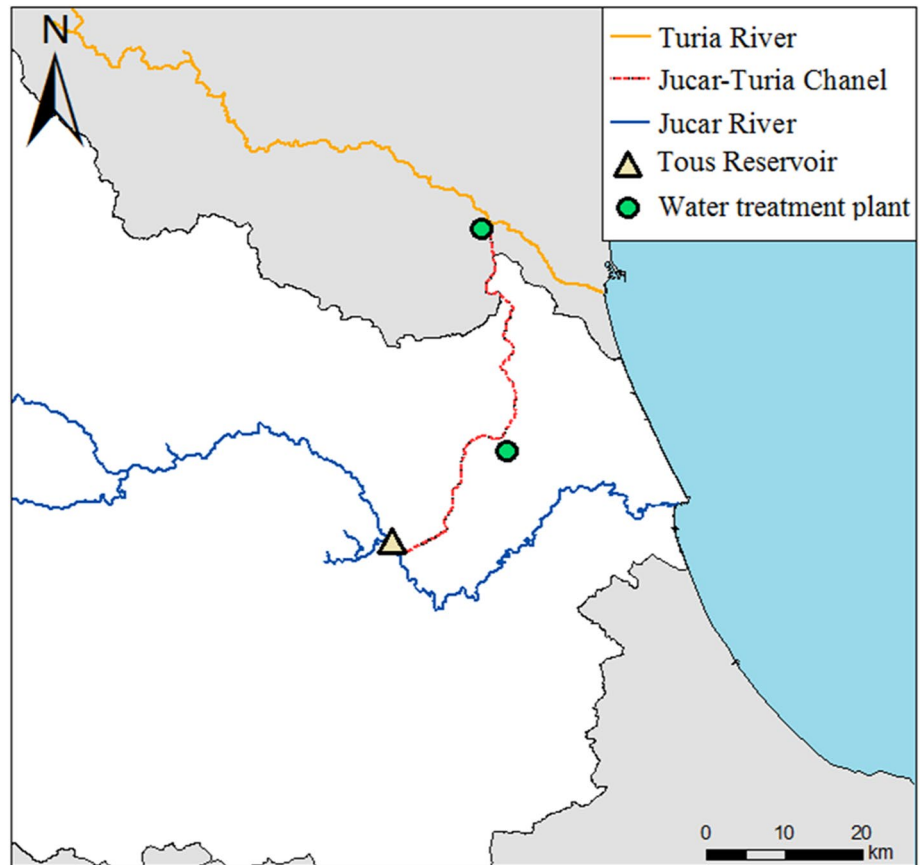 N
Turia River
Jucar-Turia Chanel
Jucar River
Tous Reservoir
Water treatment plant
0 10 20
km